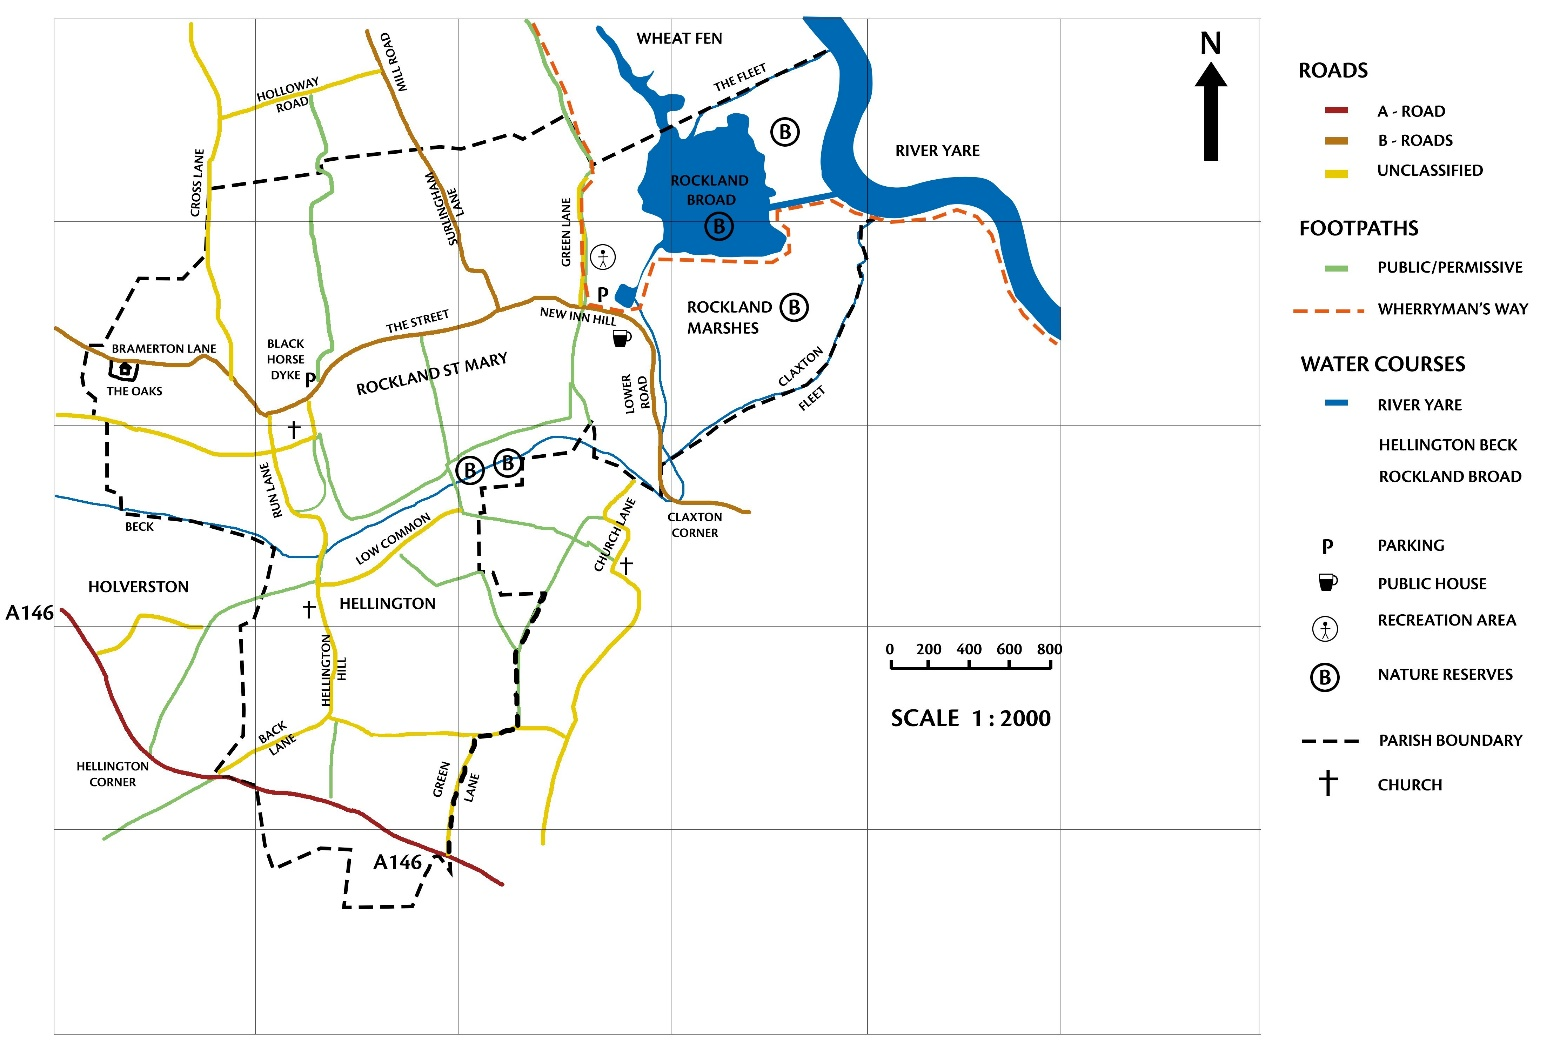 WHEAT FEN
N
MILL ROAD
THE FLEET
HOLLOWAY
ROAD
B
RIVER YARE
CROSS LANE
SURLINGHAM
LANE
ROCKLAND
BROAD
B
GREEN LANE
P
ROCKLAND
MARSHES
B
NEW INN HILL
THE STREET
BLACK
HORSE
DYKE
P
BRAMERTON LANE
THE OAKS
ROCKLAND ST MARY
LOWER
ROAD
CLAXTON
FLEET
RUN LANE
B
B
BECK
LOW COMMON
CHURCH LANE
CLAXTON
CORNER
HOLVERSTON
HELLINGTON
A146
HELLINGTON
HILL
BACK
LANE
HELLINGTON
CORNER
GREEN
LANE
A146
0 200 400 600 800
SCALE 1 : 2000
ROADS
A - ROAD
B - ROADS
UNCLASSIFIED
FOOTPATHS
PUBLIC/PERMISSIVE
WHERRYMAN'S WAY
WATER COURSES
RIVER YARE
HELLINGTON BECK
ROCKLAND BROAD
P PARKING
PUBLIC HOUSE
RECREATION AREA
B NATURE RESERVES
PARISH BOUNDARY
CHURCH